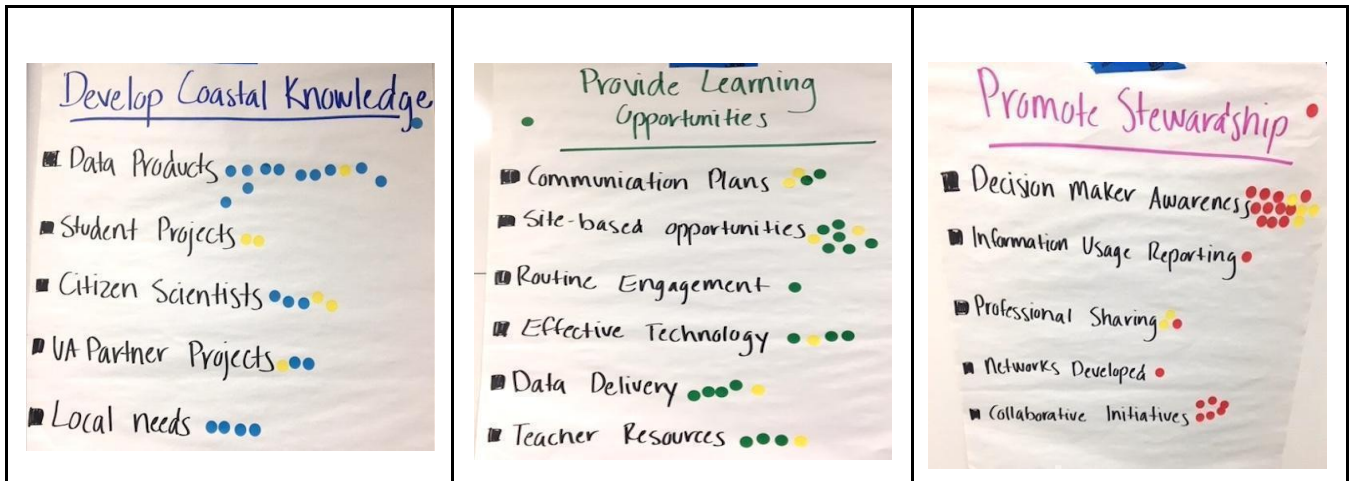 Develop Coastal Knowledge
Data Products
Student Projects
Citizen Scientists
UA Partner Projects
Local needs
Provide Learning
Opportunities
Communication Plans
Site-based opportunities
Routine Engagement
Effective Technology
Data Delivery
Teacher Resources
Promote Stewardship
Decision Maker Awareness
Information Usage Reporting
Professional Sharing
Networks Developed
Collaborative Initiatives